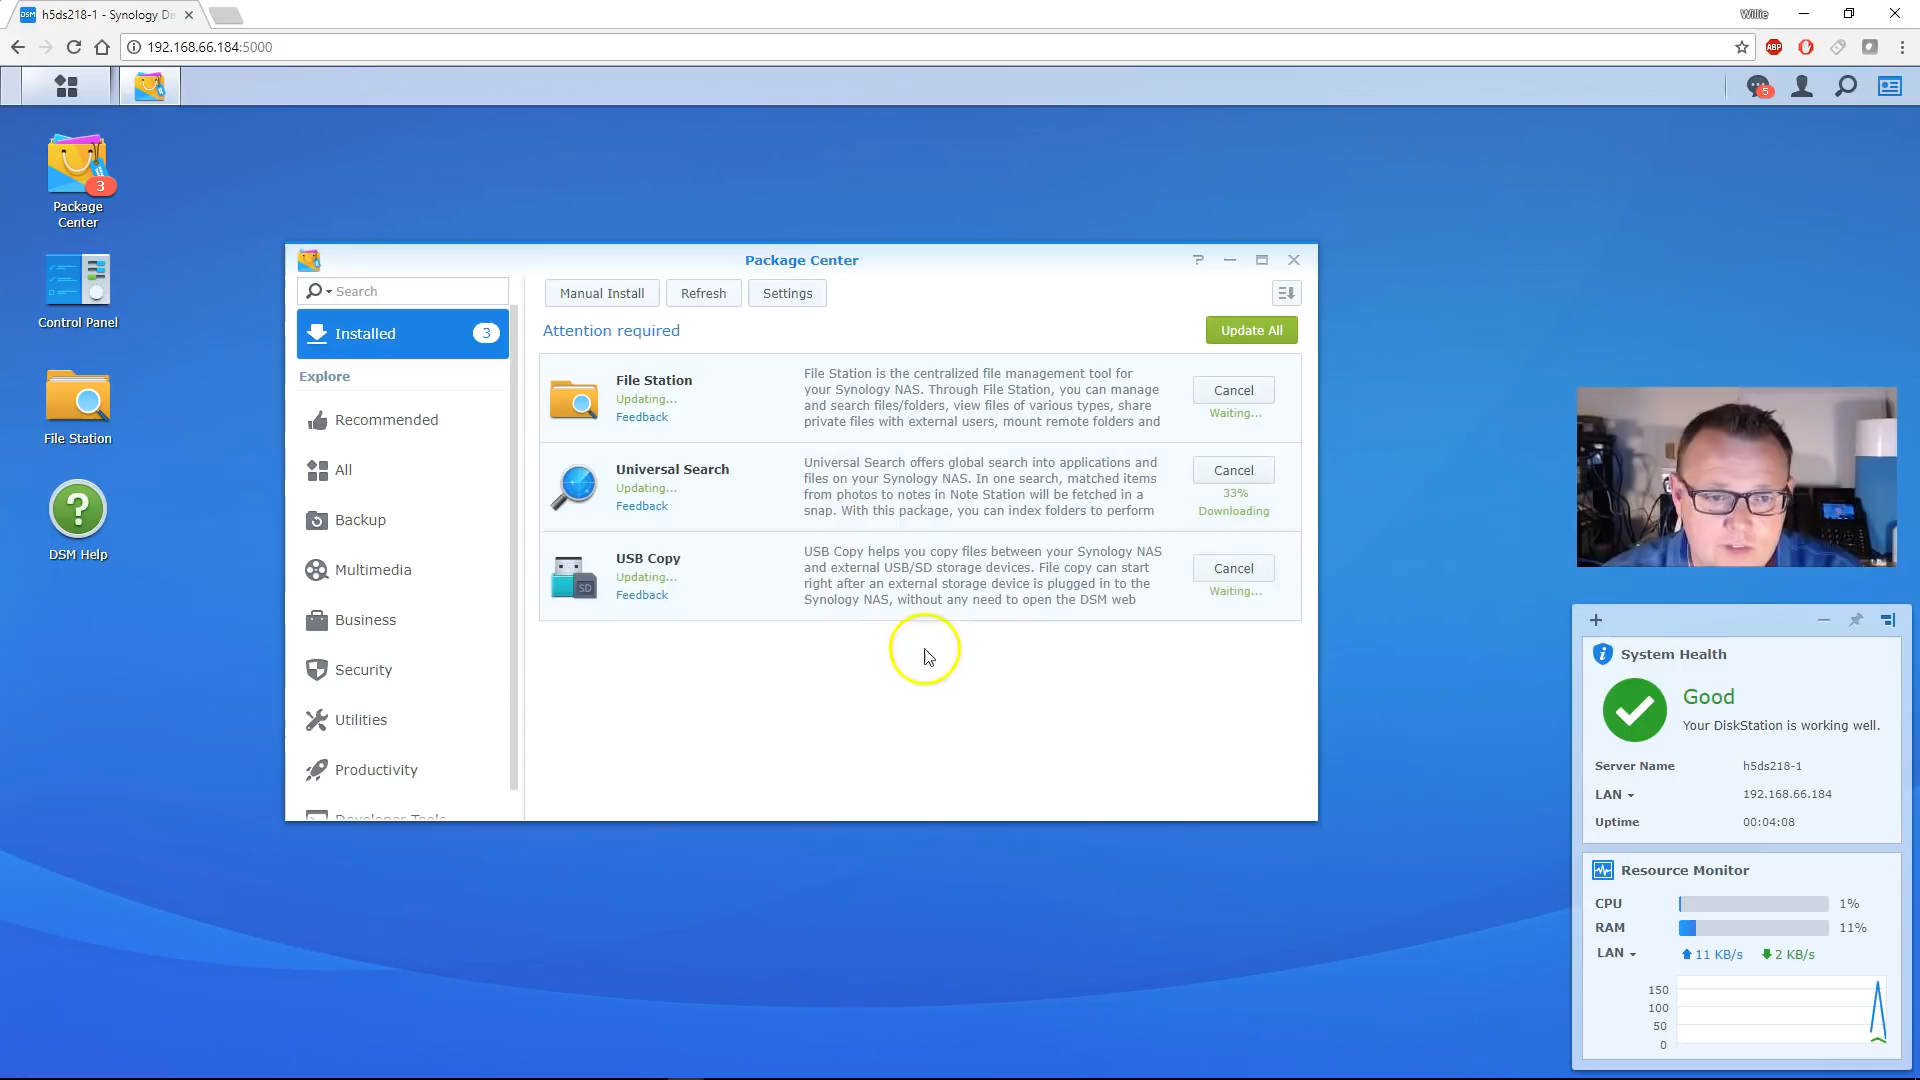 DSM h5ds218-1 - Synology Di
Willie
192.168.66.184:5000
ABP
5
3
Package
Center
Control Panel
File Station
DSM Help
Package Center
Search
Manual Install
Refresh
Settings
Installed
3
Attention required
Update All
Explore
Recommended
All
Backup
Multimedia
Business
Security
Utilities
Productivity
Developer Tools
File Station
Updating...
Feedback
File Station is the centralized file management tool for
your Synology NAS. Through File Station, you can manage
and search files/folders, view files of various types, share
private files with external users, mount remote folders and
Cancel
Waiting...
Universal Search
Updating...
Feedback
Universal Search offers global search into applications and
files on your Synology NAS. In one search, matched items
from photos to notes in Note Station will be fetched in a
snap. With this package, you can index folders to perform
Cancel
33%
Downloading
SD
USB Copy
Updating...
Feedback
USB Copy helps you copy files between your Synology NAS
and external USB/SD storage devices. File copy can start
right after an external storage device is plugged in to the
Synology NAS, without any need to open the DSM web
Cancel
Waiting...
System Health
Good
Your DiskStation is working well.
Server Name h5ds218-1
LAN 192.168.66.184
Uptime 00:04:08
Resource Monitor
CPU 1%
RAM 11%
LAN 11 KB/s 2 KB/s
150
100
50
0